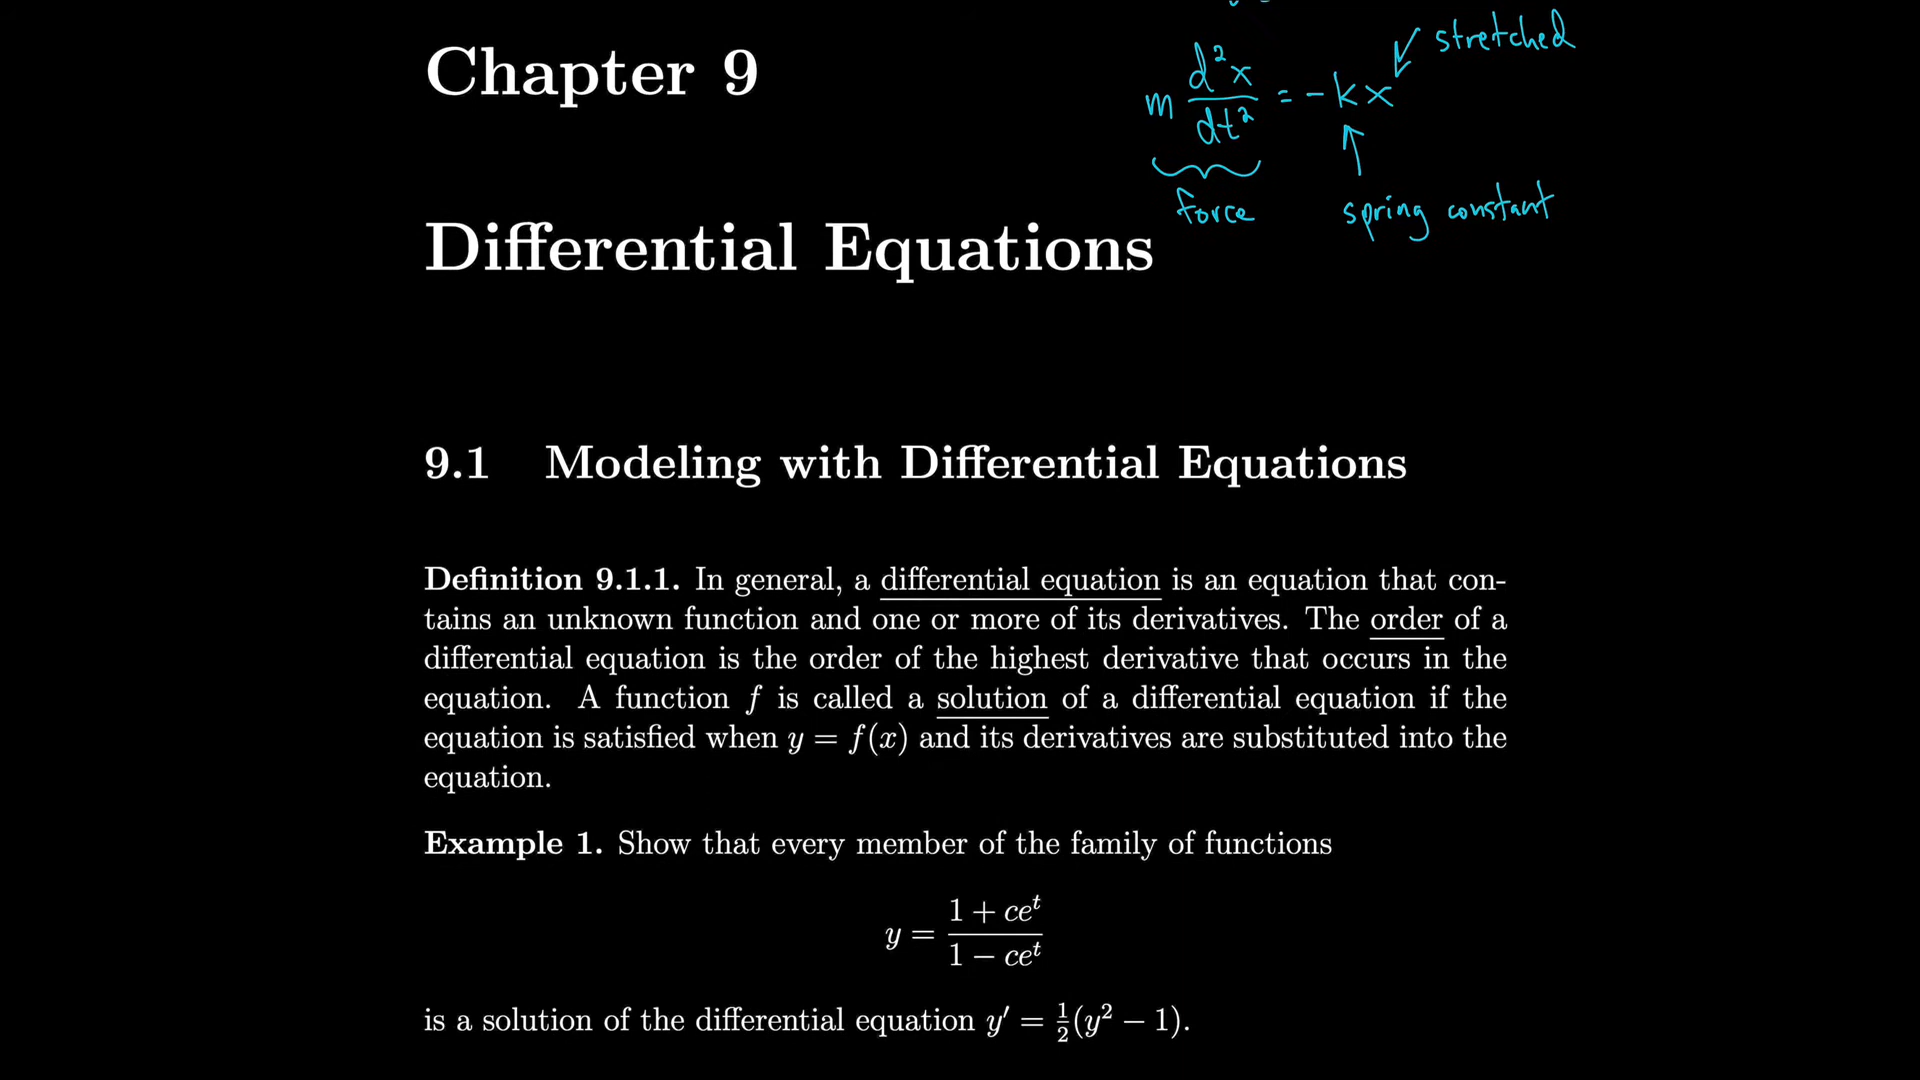 Chapter 9
stretched
m d²x/dt² = -kx
force
spring constant
Differential Equations
9.1 Modeling with Differential Equations
Definition 9.1.1. In general, a differential equation is an equation that con-
tains an unknown function and one or more of its derivatives. The order of a
differential equation is the order of the highest derivative that occurs in the
equation. A function f is called a solution of a differential equation if the
equation is satisfied when y = f(x) and its derivatives are substituted into the
equation.
Example 1. Show that every member of the family of functions
y = (1 + ceᵗ)/(1 − ceᵗ)
is a solution of the differential equation y′ = ½(y² − 1).